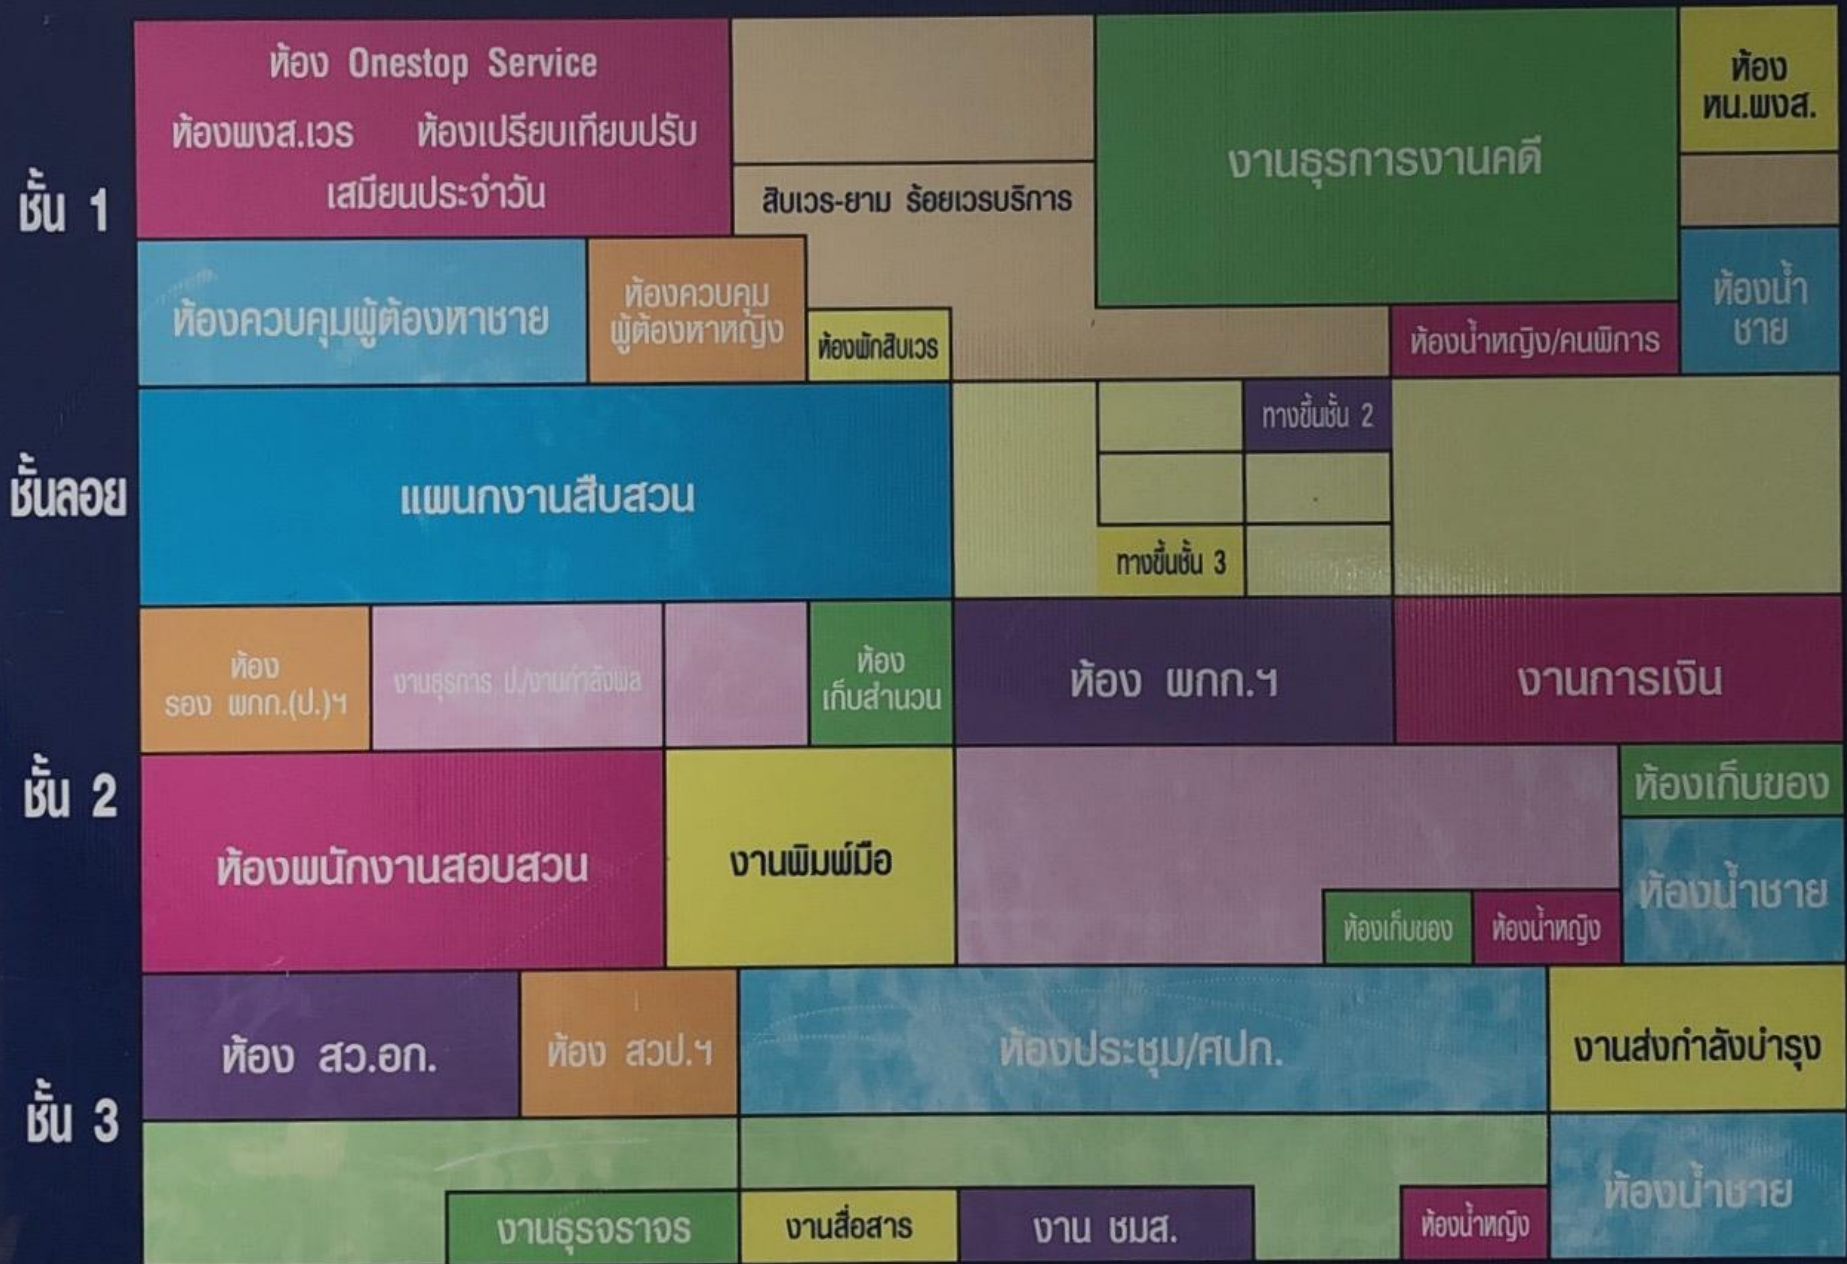 ชั้น 1
ห้อง Onestop Service
ห้องพงส.เวร ห้องเปรียบเทียบปรับ
เสมียนประจำวัน
สิบเวร-ยาม ร้อยเวรบริการ
งานธุรการงานคดี
ห้อง
หน.พงส.
ห้องควบคุมผู้ต้องหาชาย
ห้องควบคุม
ผู้ต้องหาหญิง
ห้องพักสิบเวร
ห้องน้ำหญิง/คนพิการ
ห้องน้ำ
ชาย
ชั้นลอย
แผนกงานสืบสวน
ทางขึ้นชั้น 2
ทางขึ้นชั้น 3
ชั้น 2
ห้อง
รอง ผกก.(ป.)ฯ
งานธุรการ ป./งานกำลังพล
ห้อง
เก็บสำนวน
ห้อง ผกก.ฯ
งานการเงิน
ห้องพนักงานสอบสวน
งานพิมพ์มือ
ห้องเก็บของ
ห้องน้ำชาย
ห้องเก็บของ
ห้องน้ำหญิง
ชั้น 3
ห้อง สว.อก.
ห้อง สวป.ฯ
ห้องประชุม/ศปก.
งานส่งกำลังบำรุง
งานธุรจราจร
งานสื่อสาร
งาน ชมส.
ห้องน้ำหญิง
ห้องน้ำชาย